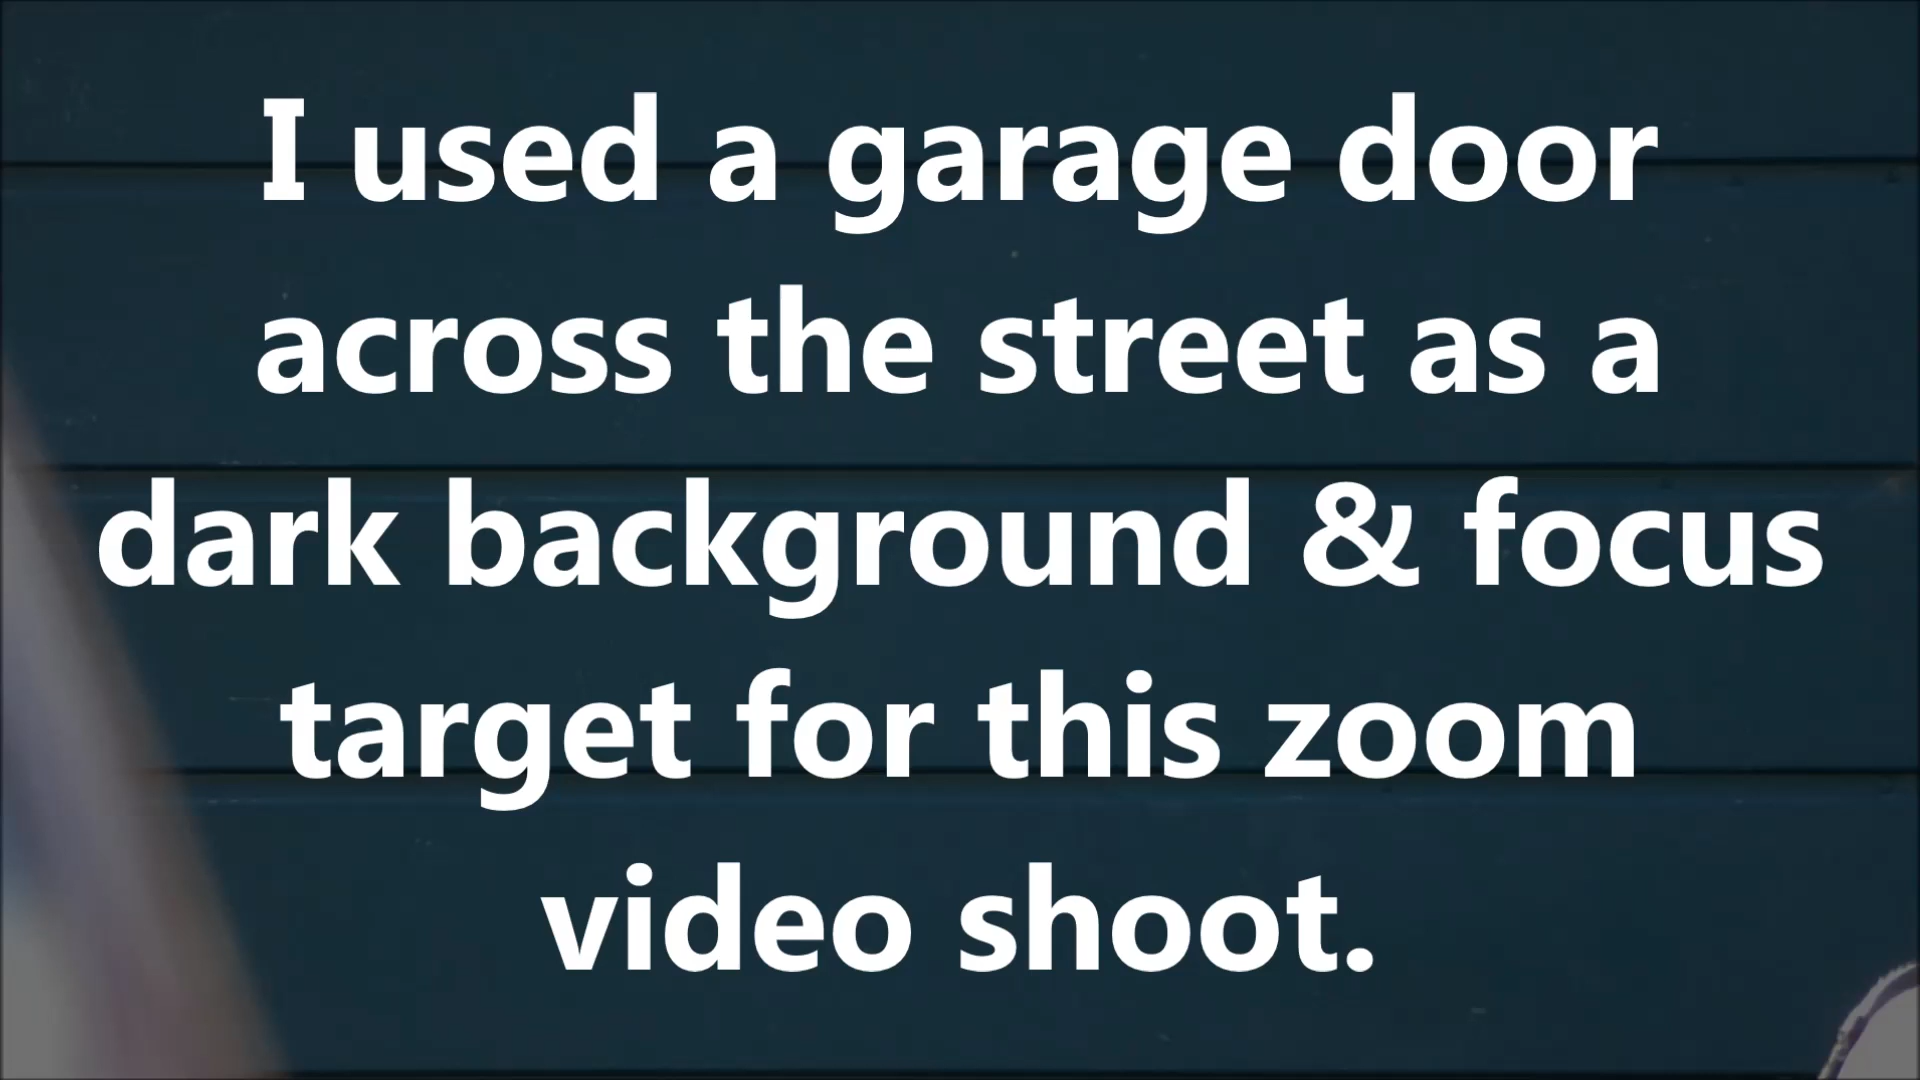 I used a garage door
across the street as a
dark background & focus
target for this zoom
video shoot.